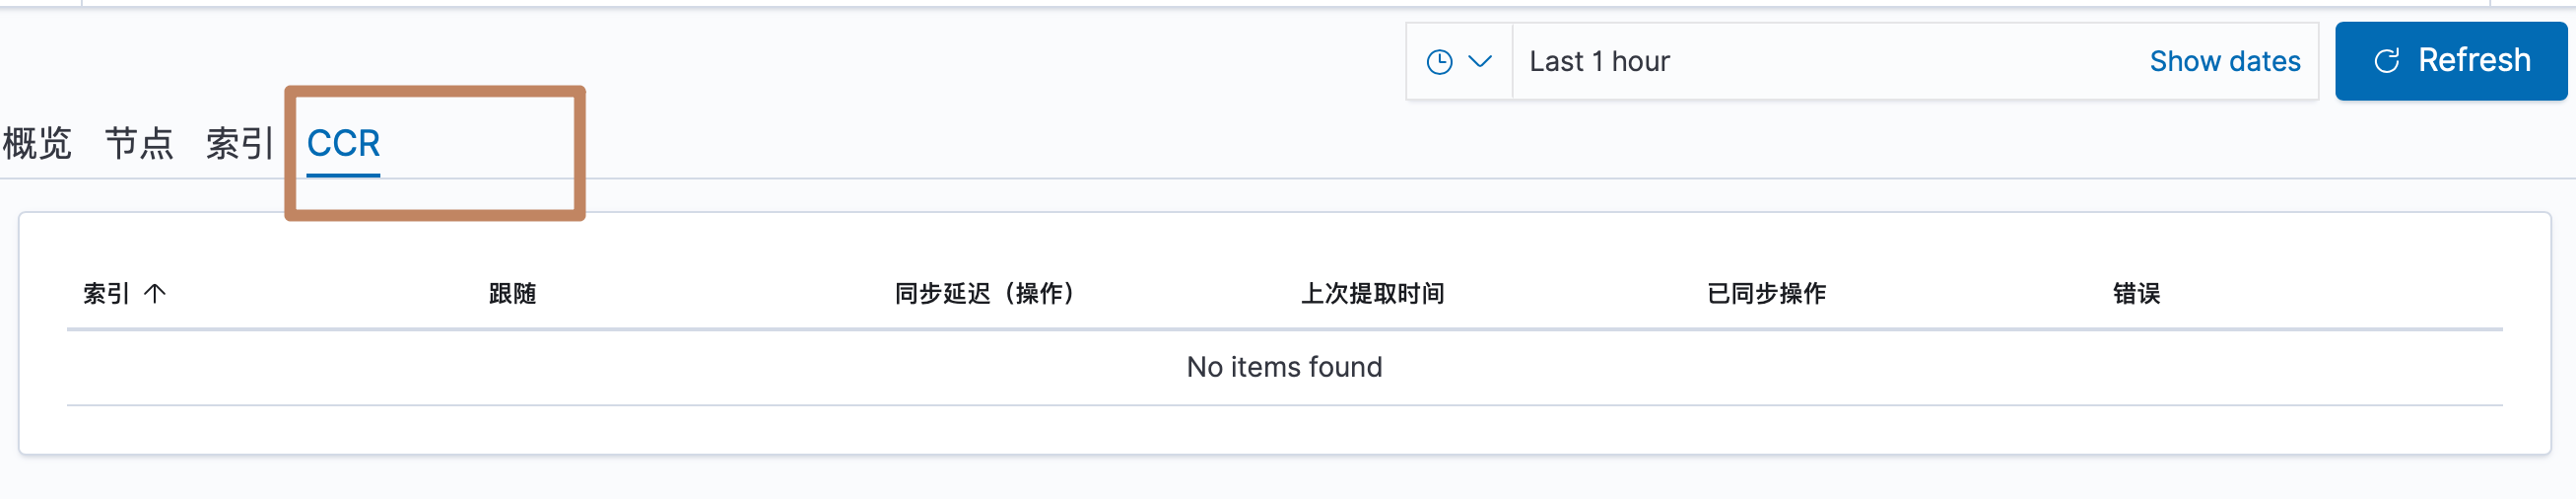 Last 1 hour Show dates Refresh
概览 节点 索引 CCR
索引 跟随 同步延迟（操作） 上次提取时间 已同步操作 错误
No items found